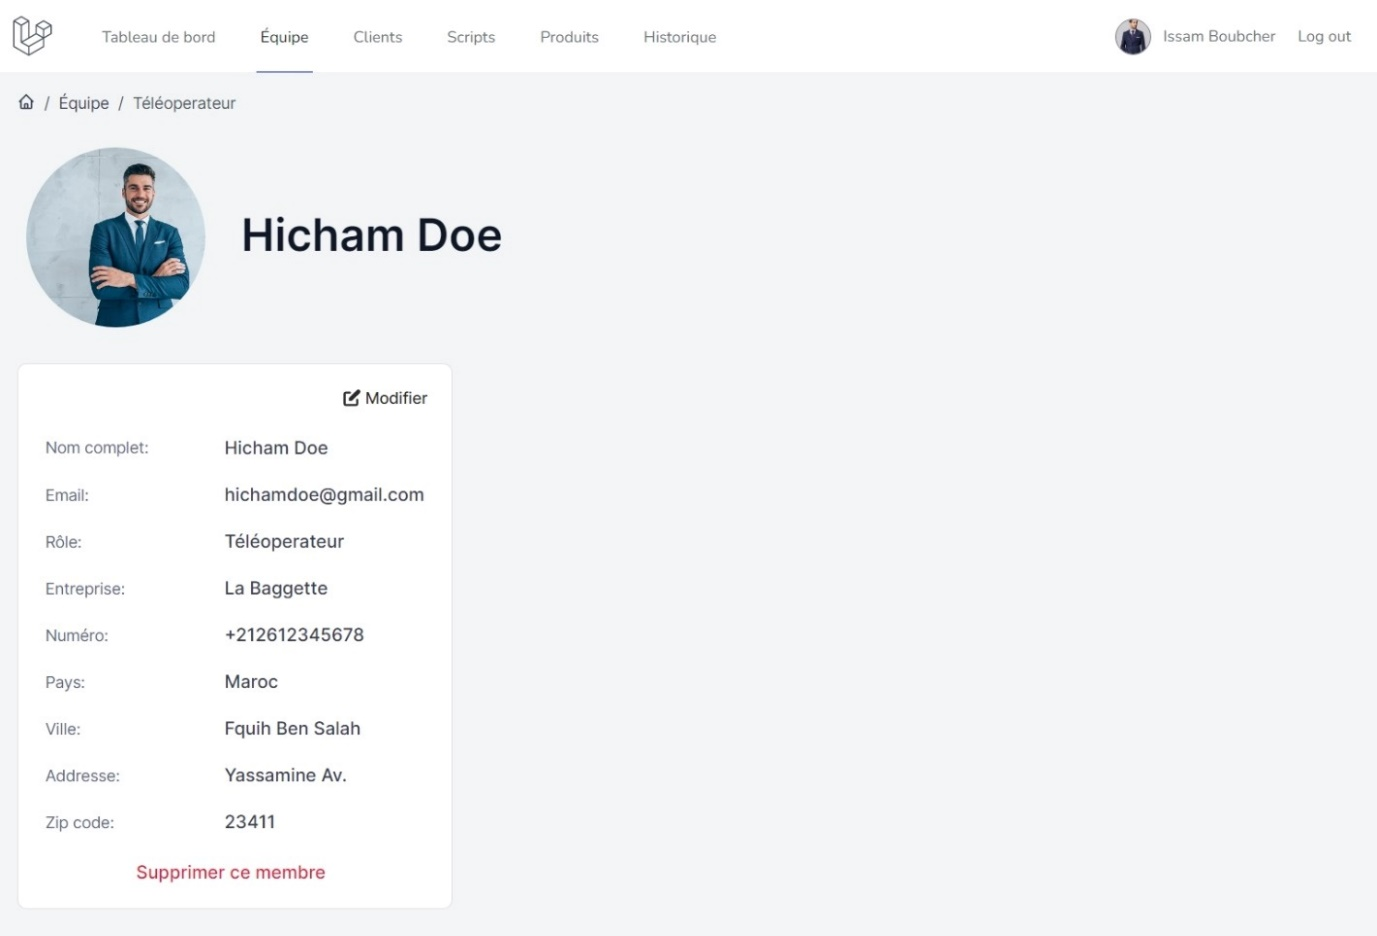 Tableau de bord Équipe Clients Scripts Produits Historique Issam Boubcher Log out
/ Équipe / Téléoperateur
Hicham Doe
Modifier
Nom complet: Hicham Doe
Email: hichamdoe@gmail.com
Rôle: Téléoperateur
Entreprise: La Baggette
Numéro: +212612345678
Pays: Maroc
Ville: Fquih Ben Salah
Addresse: Yassamine Av.
Zip code: 23411
Supprimer ce membre